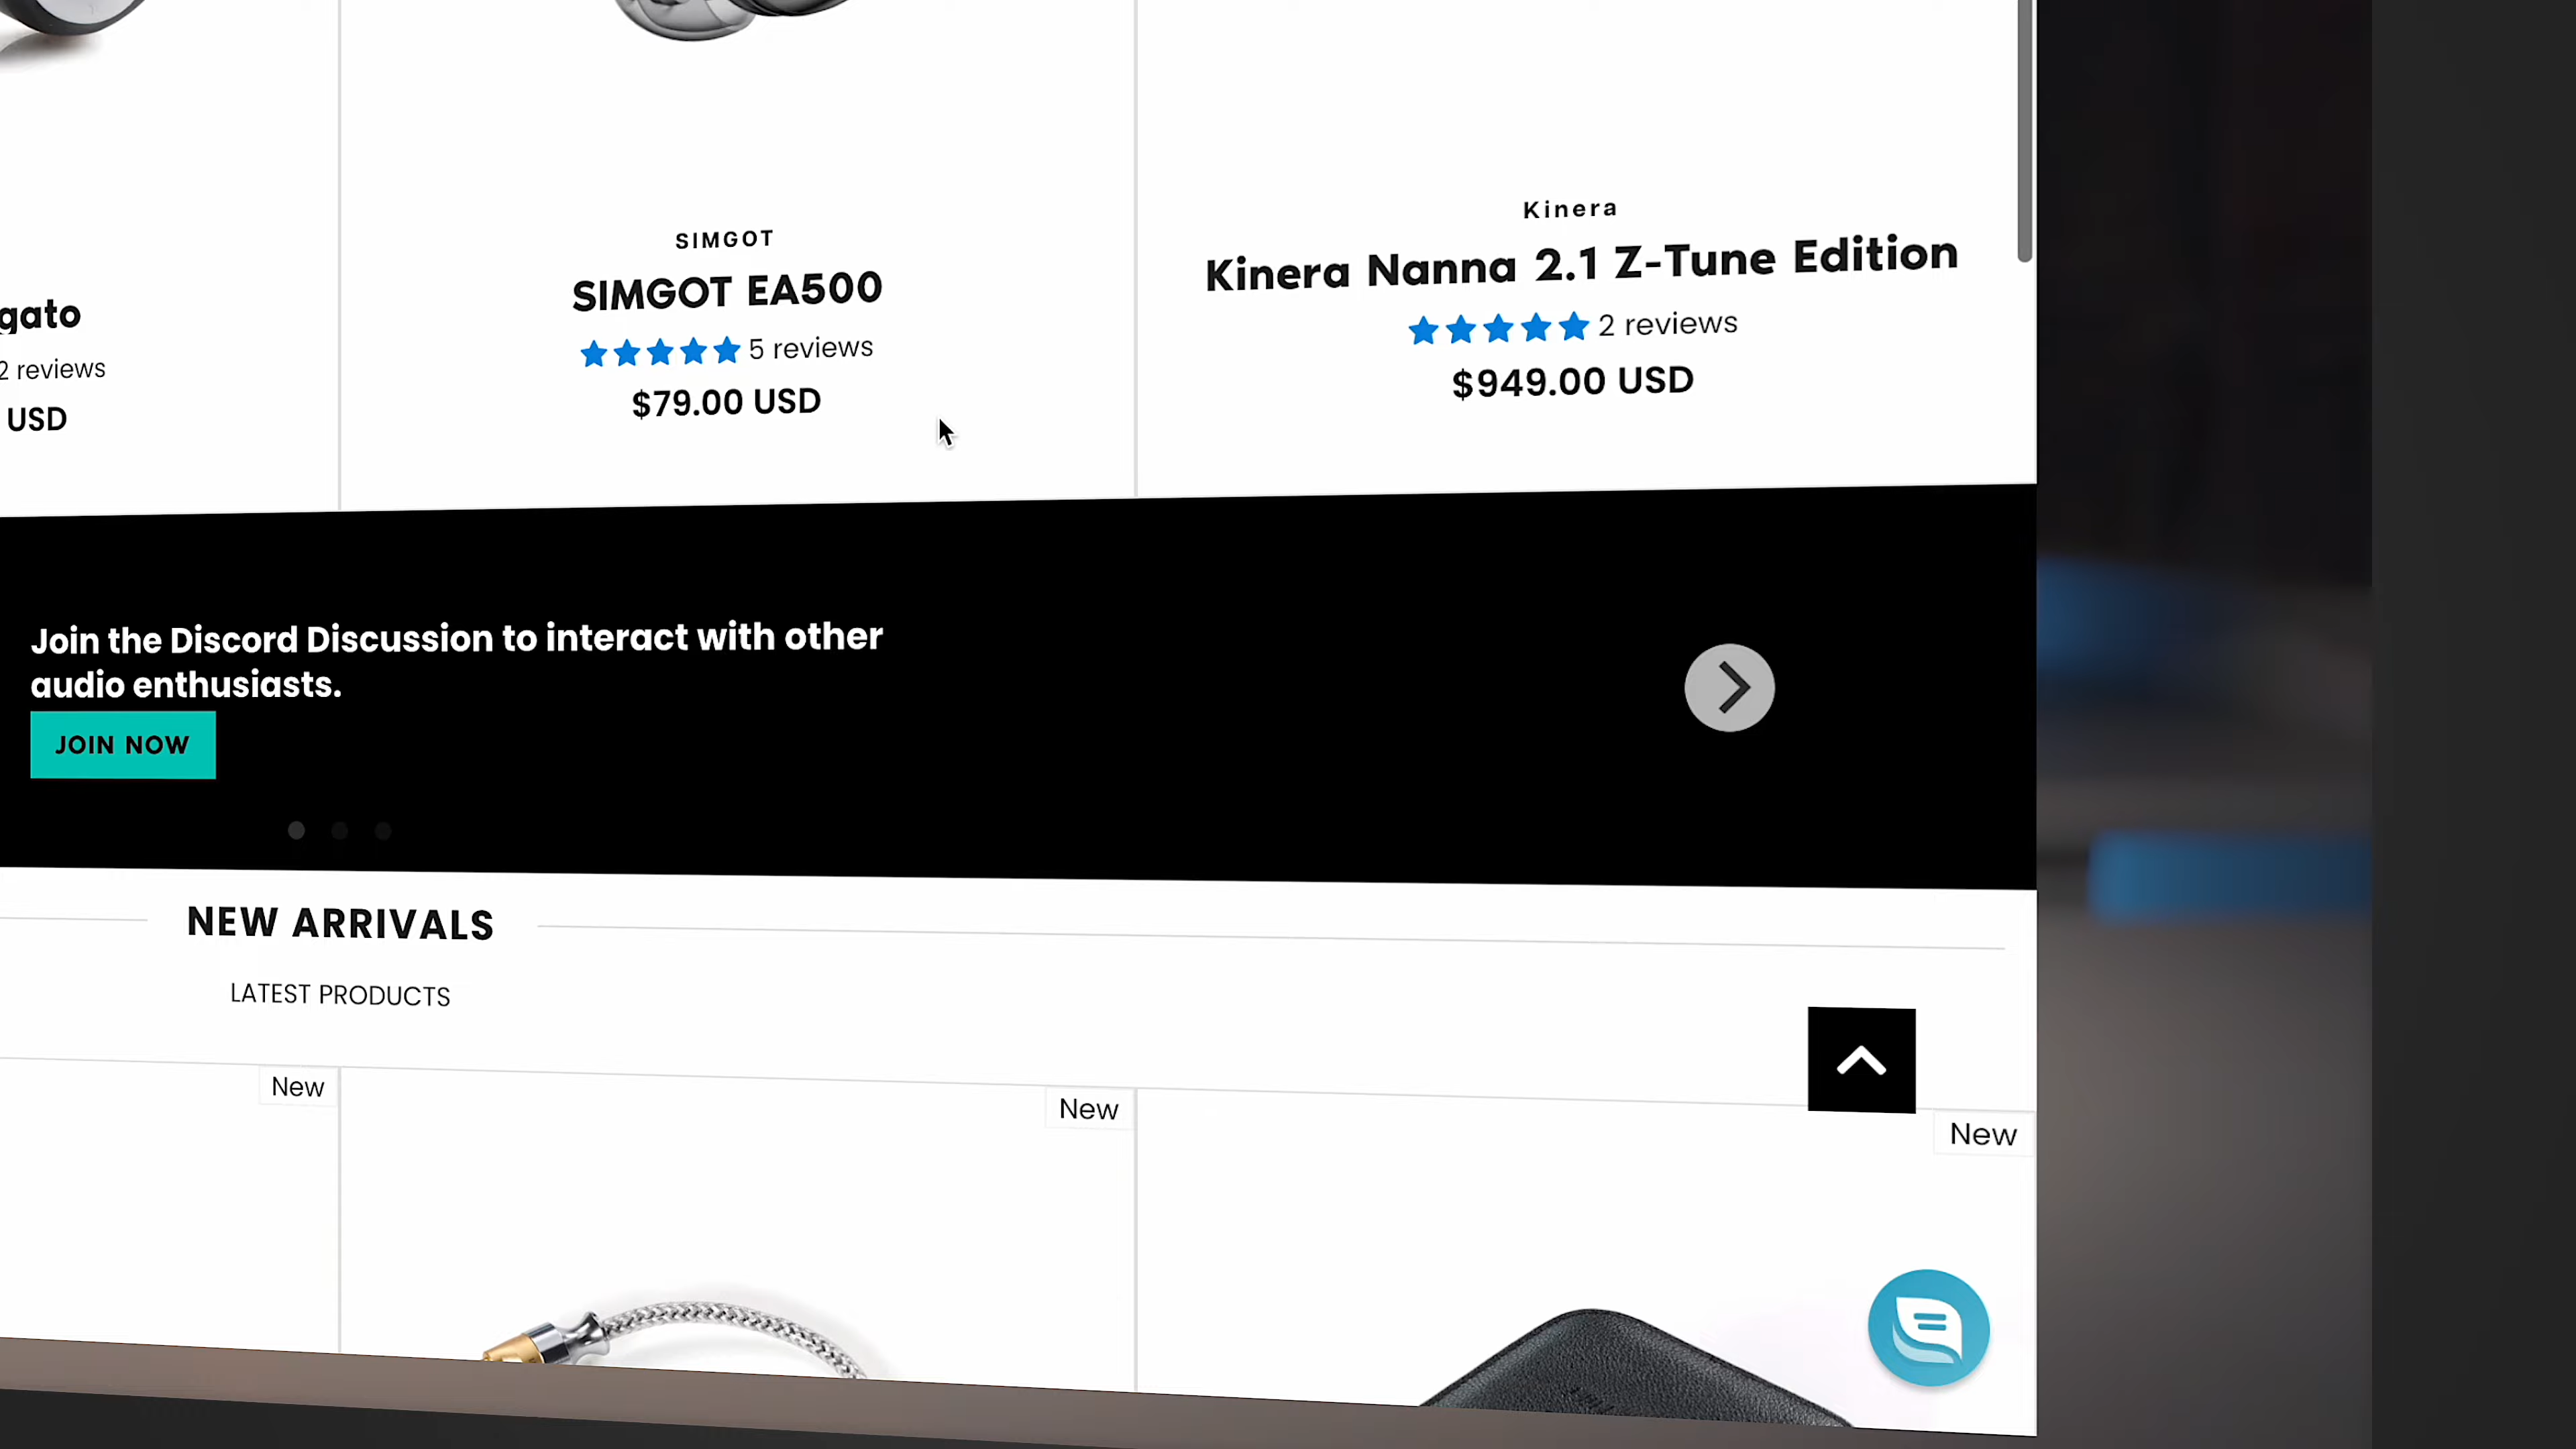 gato
2 reviews
USD
SIMGOT
SIMGOT EA500
5 reviews
$79.00 USD
Kinera
Kinera Nanna 2.1 Z-Tune Edition
2 reviews
$949.00 USD
Join the Discord Discussion to interact with other
audio enthusiasts.
JOIN NOW
NEW ARRIVALS
LATEST PRODUCTS
New
New
New